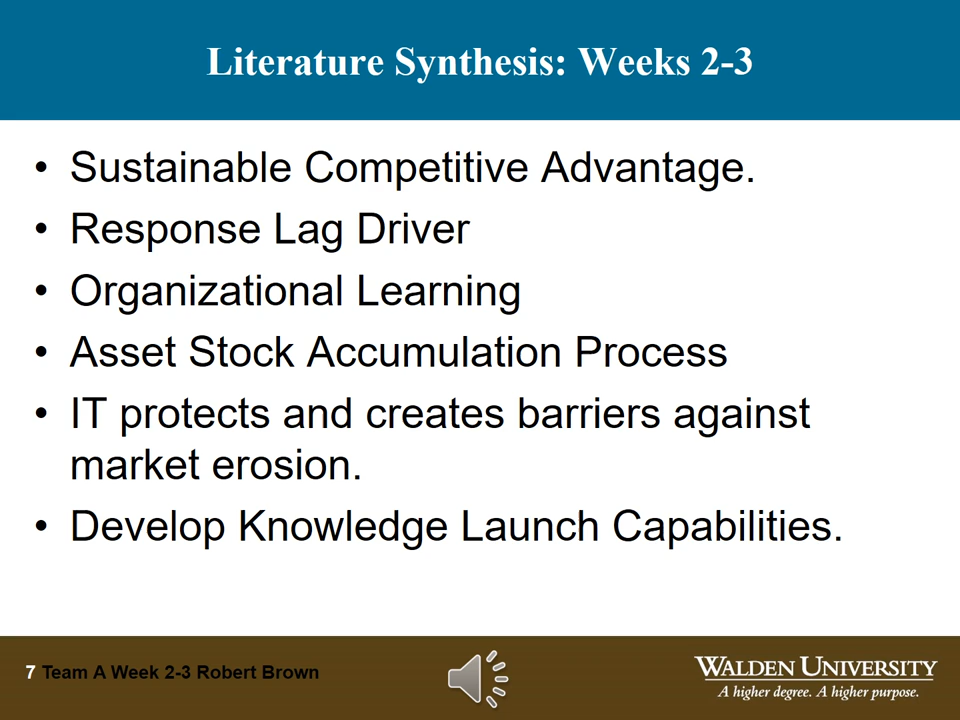 Literature Synthesis: Weeks 2-3
• Sustainable Competitive Advantage.
• Response Lag Driver
• Organizational Learning
• Asset Stock Accumulation Process
• IT protects and creates barriers against
market erosion.
• Develop Knowledge Launch Capabilities.
7 Team A Week 2-3 Robert Brown
WALDEN UNIVERSITY
A higher degree. A higher purpose.